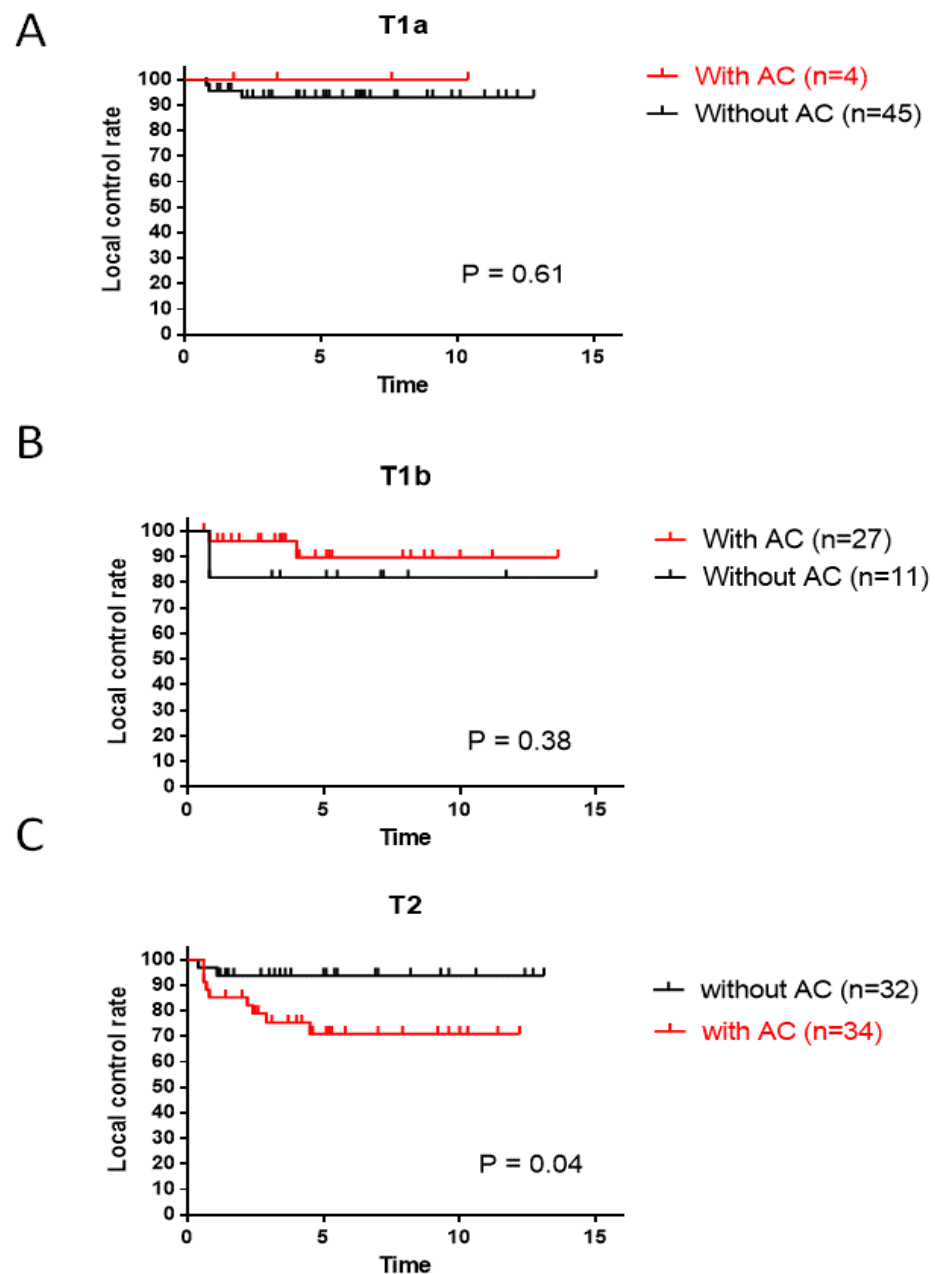 A
T1a
Local control rate
100
90
80
70
60
50
40
30
20
10
0
0 5 10 15
Time
P = 0.61
With AC (n=4)
Without AC (n=45)
B
T1b
Local control rate
100
90
80
70
60
50
40
30
20
10
0
0 5 10 15
Time
P = 0.38
With AC (n=27)
Without AC (n=11)
C
T2
Local control rate
100
90
80
70
60
50
40
30
20
10
0
0 5 10 15
Time
P = 0.04
without AC (n=32)
with AC (n=34)